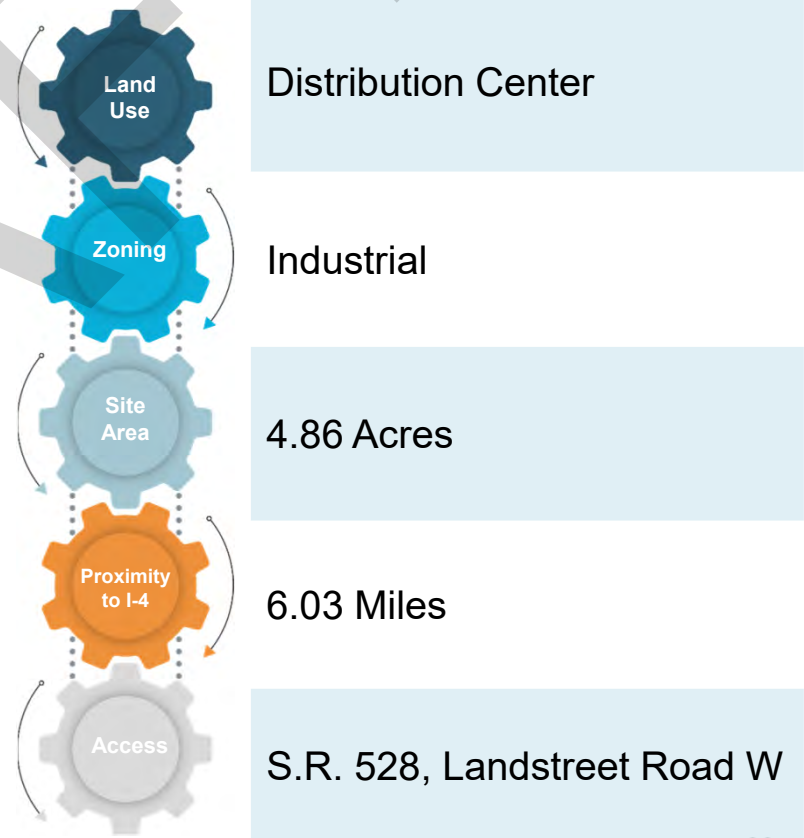 Land
Use
Distribution Center
Zoning
Industrial
Site
Area
4.86 Acres
Proximity
to I-4
6.03 Miles
Access
S.R. 528, Landstreet Road W